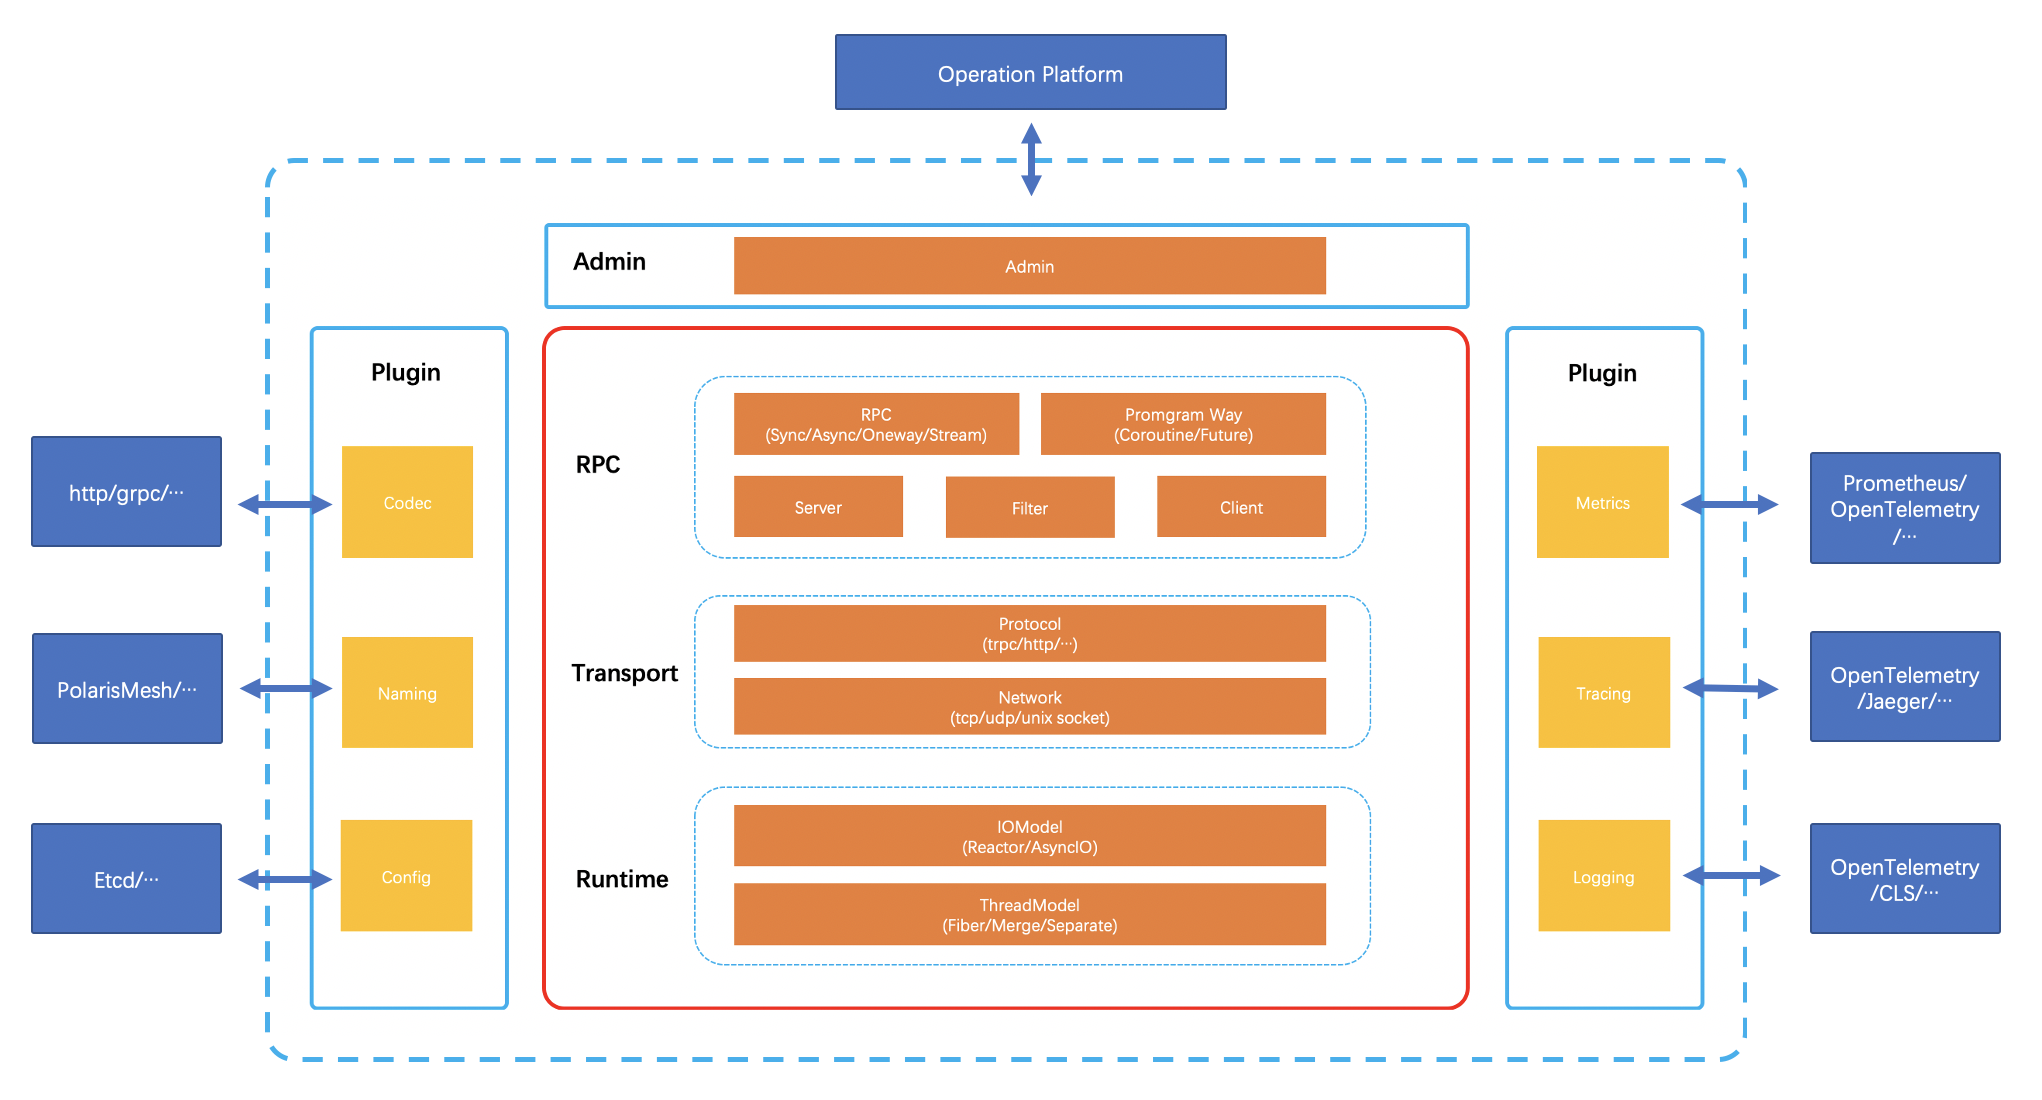 Operation Platform
Admin
Admin
Plugin
http/grpc/···
Codec
PolarisMesh/···
Naming
Etcd/···
Config
RPC
RPC
(Sync/Async/Oneway/Stream)
Promgram Way
(Coroutine/Future)
Server
Filter
Client
Transport
Protocol
(trpc/http/···)
Network
(tcp/udp/unix socket)
Runtime
IOModel
(Reactor/AsyncIO)
ThreadModel
(Fiber/Merge/Separate)
Plugin
Metrics
Prometheus/
OpenTelemetry
/···
Tracing
OpenTelemetry
/Jaeger/···
Logging
OpenTelemetry
/CLS/···